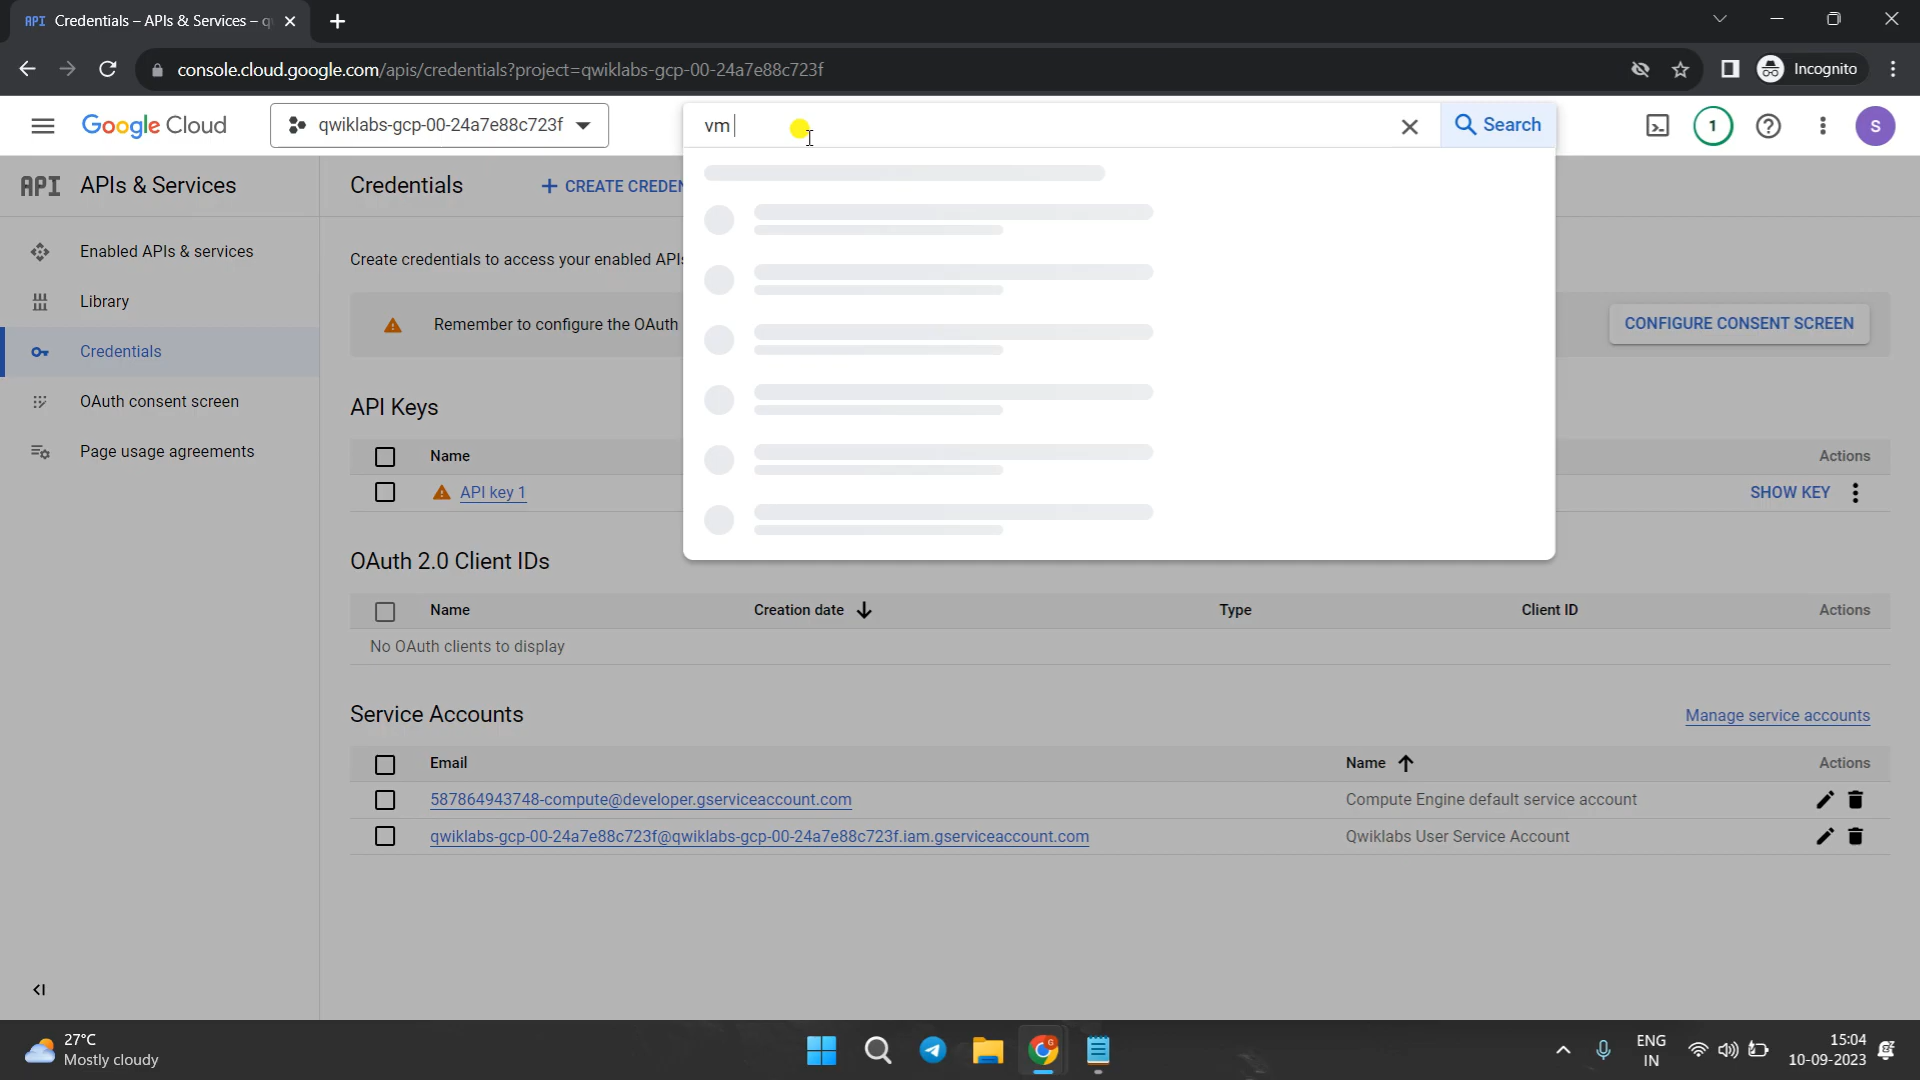 API Credentials – APIs & Services – q
console.cloud.google.com/apis/credentials?project=qwiklabs-gcp-00-24a7e88c723f
Incognito
Google Cloud
qwiklabs-gcp-00-24a7e88c723f
vm
Search
1
S
API APIs & Services
Credentials
CREATE CREDEN
Enabled APIs & services
Library
Credentials
OAuth consent screen
Page usage agreements
Create credentials to access your enabled APIs
Remember to configure the OAuth
CONFIGURE CONSENT SCREEN
API Keys
Name
Actions
API key 1
SHOW KEY
OAuth 2.0 Client IDs
Name
Creation date
Type
Client ID
Actions
No OAuth clients to display
Service Accounts
Manage service accounts
Email
Name
Actions
587864943748-compute@developer.gserviceaccount.com
Compute Engine default service account
qwiklabs-gcp-00-24a7e88c723f@qwiklabs-gcp-00-24a7e88c723f.iam.gserviceaccount.com
Qwiklabs User Service Account
27°C
Mostly cloudy
ENG
IN
15:04
10-09-2023